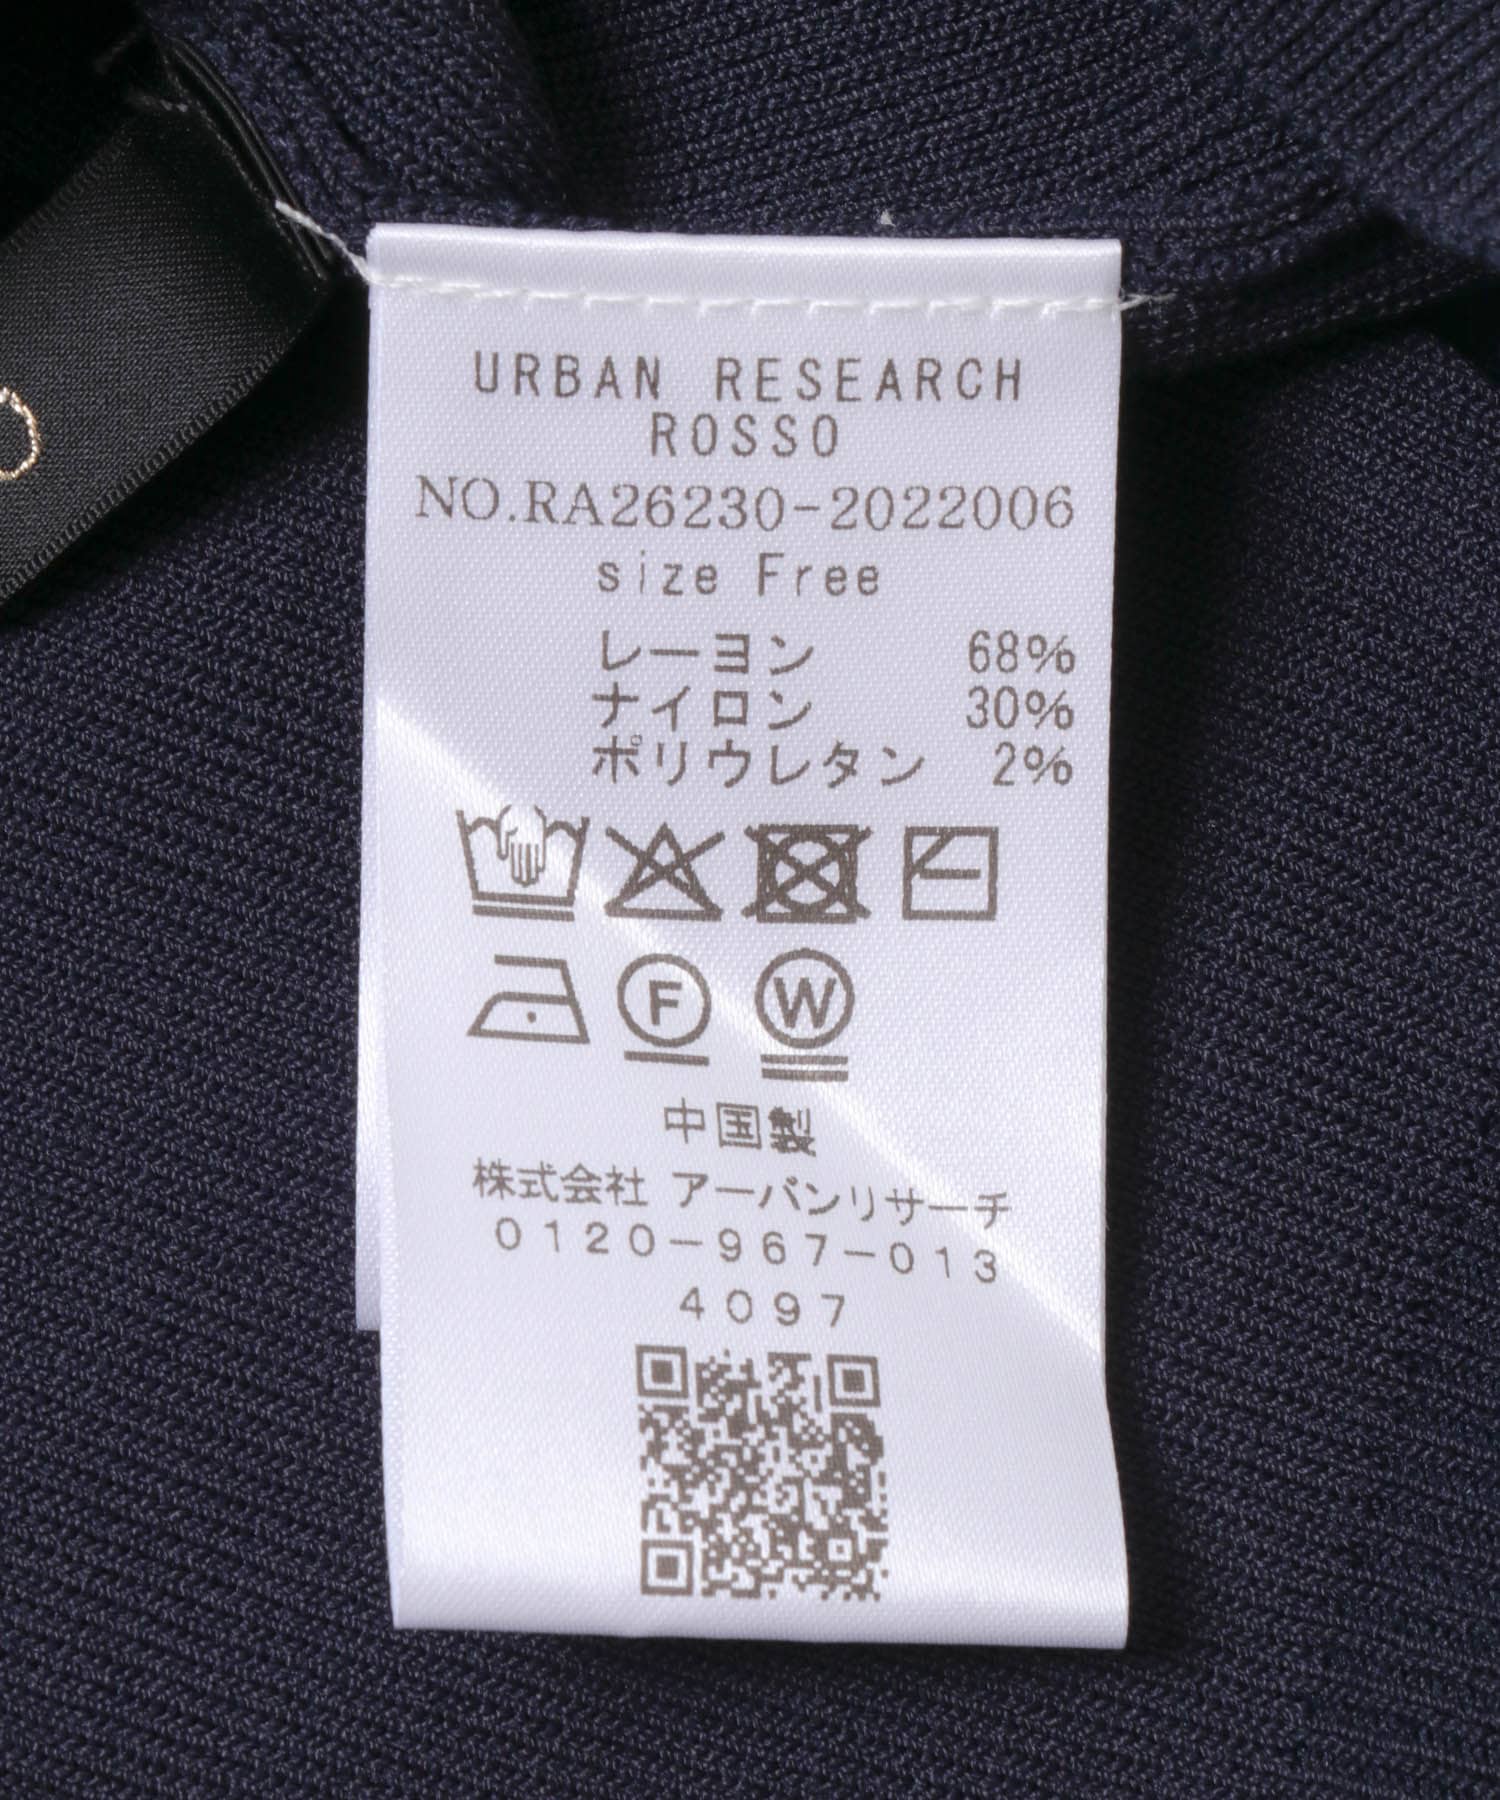 URBAN RESEARCH
ROSSO
NO.RA26230-2022006
size Free
レーヨン 68%
ナイロン 30%
ポリウレタン 2%
F W
中国製
株式会社 アーバンリサーチ
0120-967-013
4097